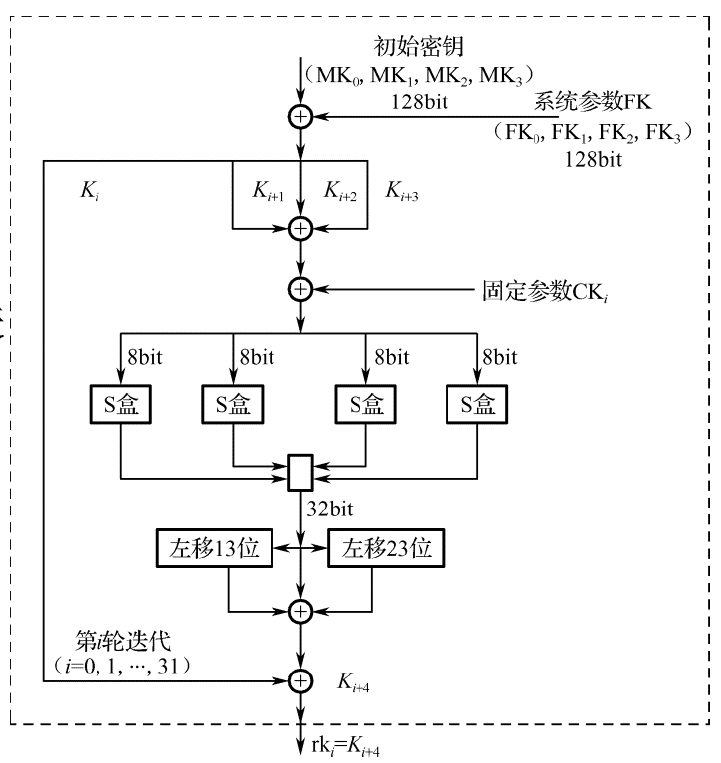 初始密钥
（MK0, MK1, MK2, MK3）
128bit
系统参数FK
（FK0, FK1, FK2, FK3）
128bit
Ki
Ki+1
Ki+2
Ki+3
固定参数CKi
8bit
8bit
8bit
8bit
S盒
S盒
S盒
S盒
32bit
左移13位
左移23位
第i轮迭代
（i=0, 1, …, 31）
Ki+4
rki=Ki+4